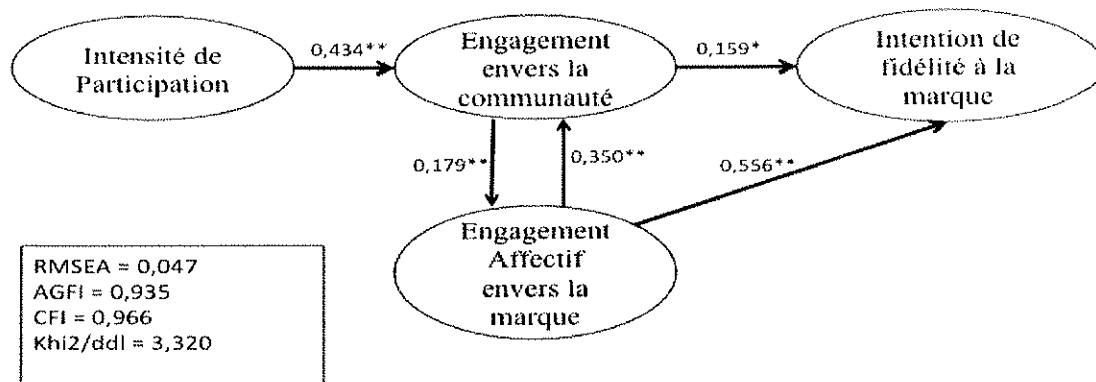 Intensité de
Participation
0,434**
Engagement
envers la
communauté
0,159*
Intention de
fidélité à la
marque
0,179**
0,350**
0,556**
Engagement
Affectif
envers la
marque
RMSEA = 0,047
AGFI = 0,935
CFI = 0,966
Khi2/ddl = 3,320